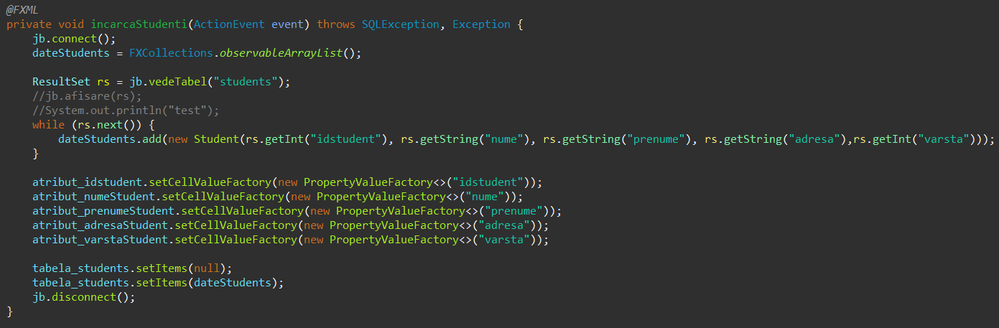 @FXML
private void incarcaStudenti(ActionEvent event) throws SQLException, Exception {
    jb.connect();
    dateStudents = FXCollections.observableArrayList();

    ResultSet rs = jb.vedeTabel("students");
    //jb.afisare(rs);
    //System.out.println("test");
    while (rs.next()) {
        dateStudents.add(new Student(rs.getInt("idstudent"), rs.getString("nume"), rs.getString("prenume"), rs.getString("adresa"),rs.getInt("varsta")));
    }

    atribut_idstudent.setCellValueFactory(new PropertyValueFactory<>("idstudent"));
    atribut_numeStudent.setCellValueFactory(new PropertyValueFactory<>("nume"));
    atribut_prenumeStudent.setCellValueFactory(new PropertyValueFactory<>("prenume"));
    atribut_adresaStudent.setCellValueFactory(new PropertyValueFactory<>("adresa"));
    atribut_varstaStudent.setCellValueFactory(new PropertyValueFactory<>("varsta"));

    tabela_students.setItems(null);
    tabela_students.setItems(dateStudents);
    jb.disconnect();
}